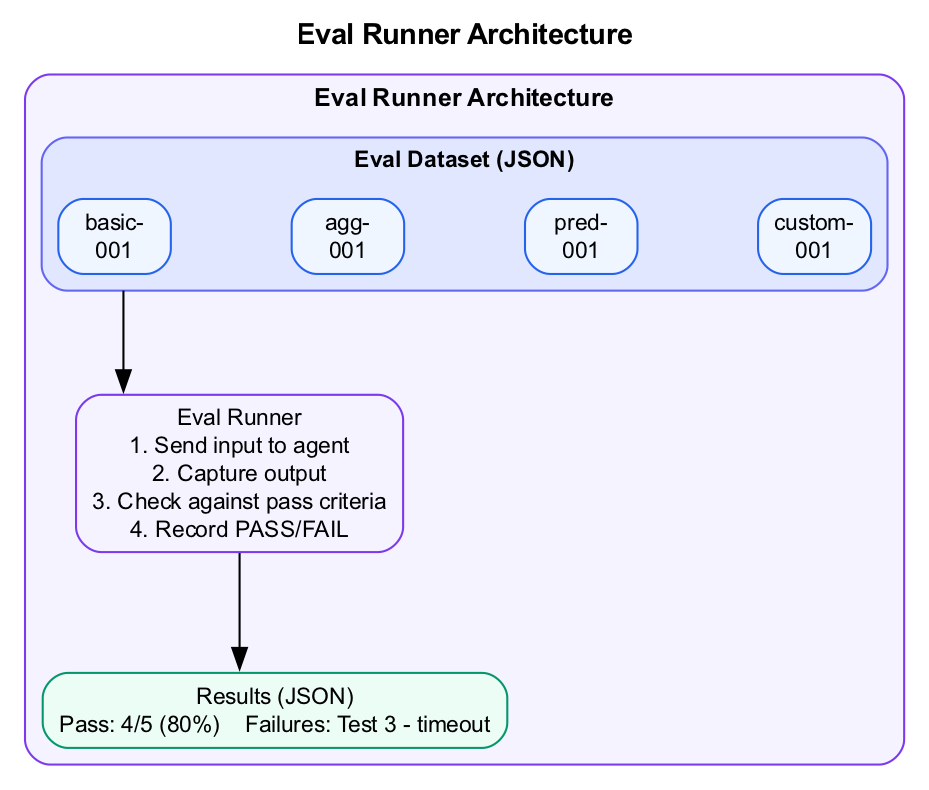 Eval Runner Architecture
Eval Runner Architecture
Eval Dataset (JSON)
basic-
001
agg-
001
pred-
001
custom-
001
Eval Runner
1. Send input to agent
2. Capture output
3. Check against pass criteria
4. Record PASS/FAIL
Results (JSON)
Pass: 4/5 (80%)    Failures: Test 3 - timeout